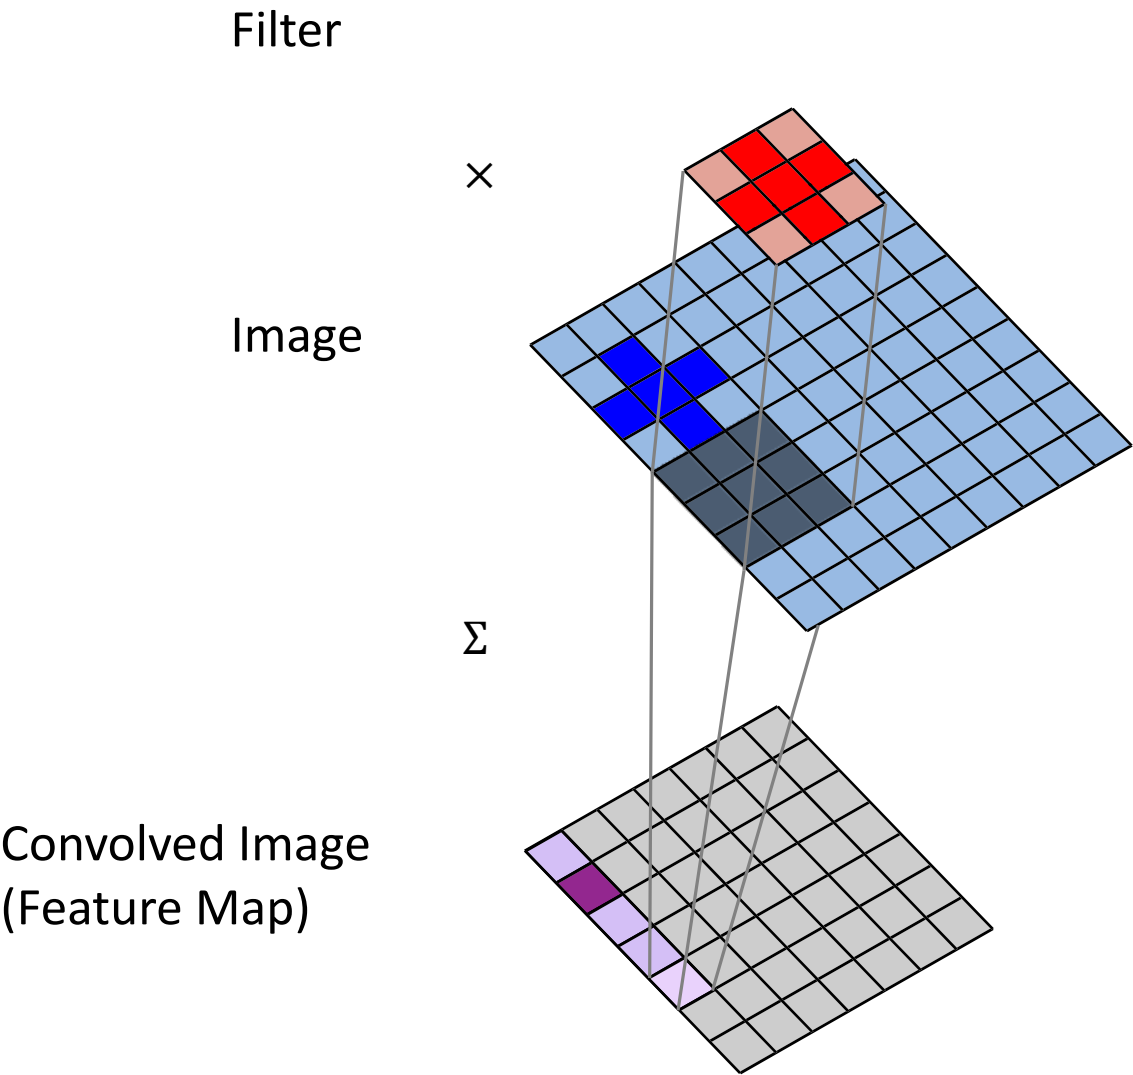 Filter
×
Image
Σ
Convolved Image
(Feature Map)